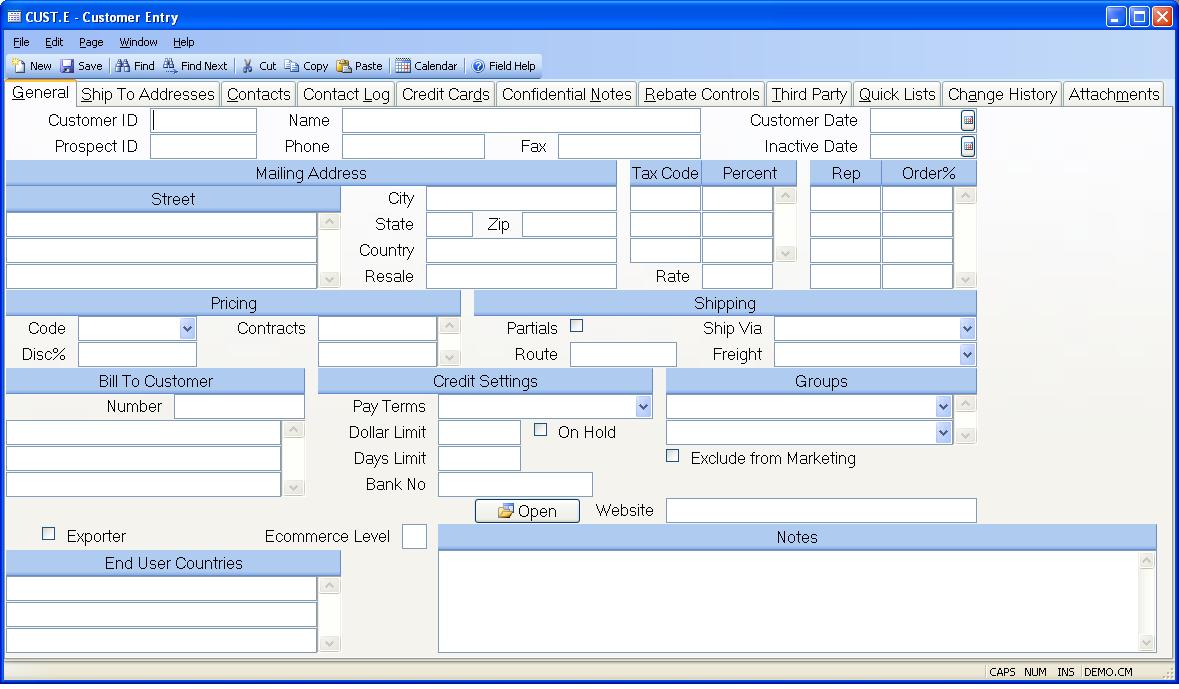 CUST.E - Customer Entry
File Edit Page Window Help
New Save Find Find Next Cut Copy Paste Calendar Field Help
General Ship To Addresses Contacts Contact Log Credit Cards Confidential Notes Rebate Controls Third Party Quick Lists Change History Attachments
Customer ID Name Customer Date
Prospect ID Phone Fax Inactive Date
Mailing Address Tax Code Percent Rep Order%
Street City
State Zip
Country
Resale Rate
Pricing Shipping
Code Contracts Partials Ship Via
Disc% Route Freight
Bill To Customer Credit Settings Groups
Number Pay Terms
Dollar Limit On Hold
Days Limit Exclude from Marketing
Bank No
Open Website
Exporter Ecommerce Level Notes
End User Countries
CAPS NUM INS DEMO.CM